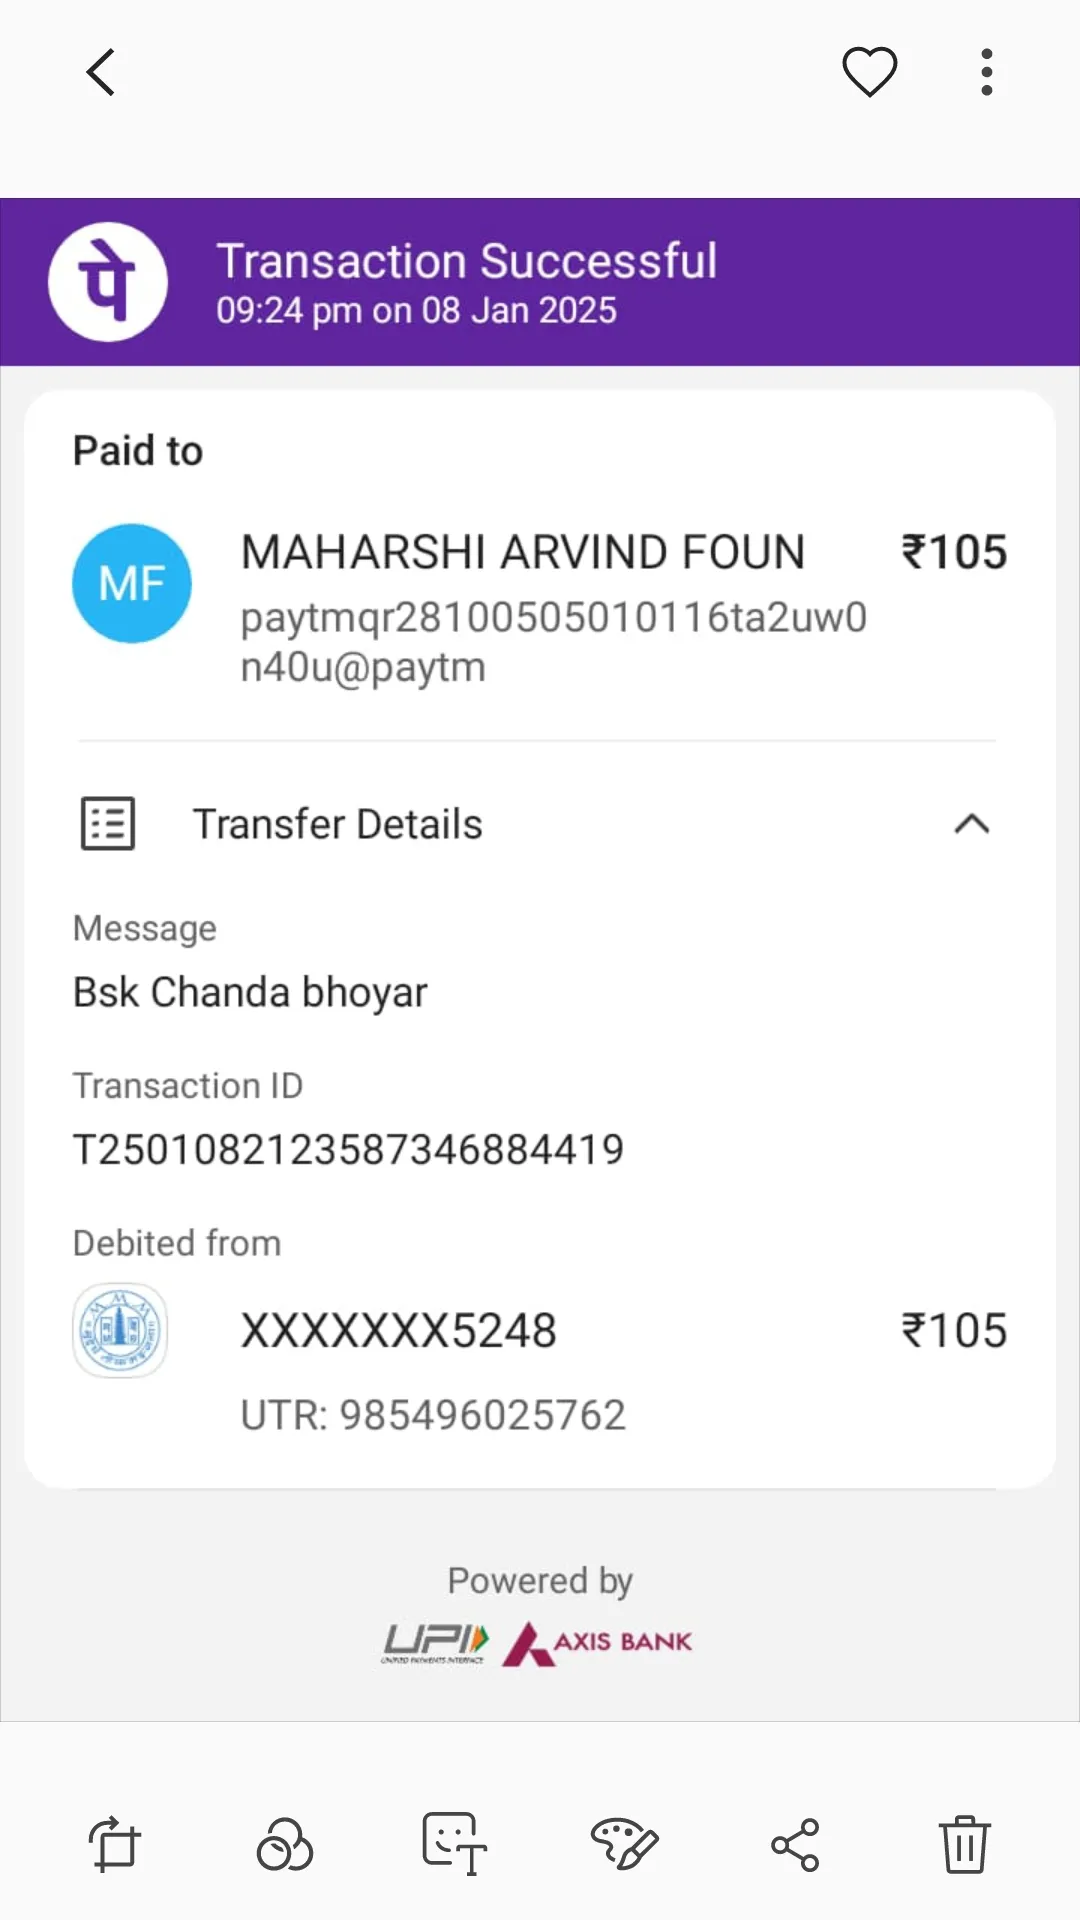 पे
Transaction Successful
09:24 pm on 08 Jan 2025
Paid to
MF
MAHARSHI ARVIND FOUN
₹105
paytmqr28100505010116ta2uw0
n40u@paytm
Transfer Details
Message
Bsk Chanda bhoyar
Transaction ID
T2501082123587346884419
Debited from
XXXXXXX5248
₹105
UTR: 985496025762
Powered by
UPI
UNIFIED PAYMENTS INTERFACE
AXIS BANK
T